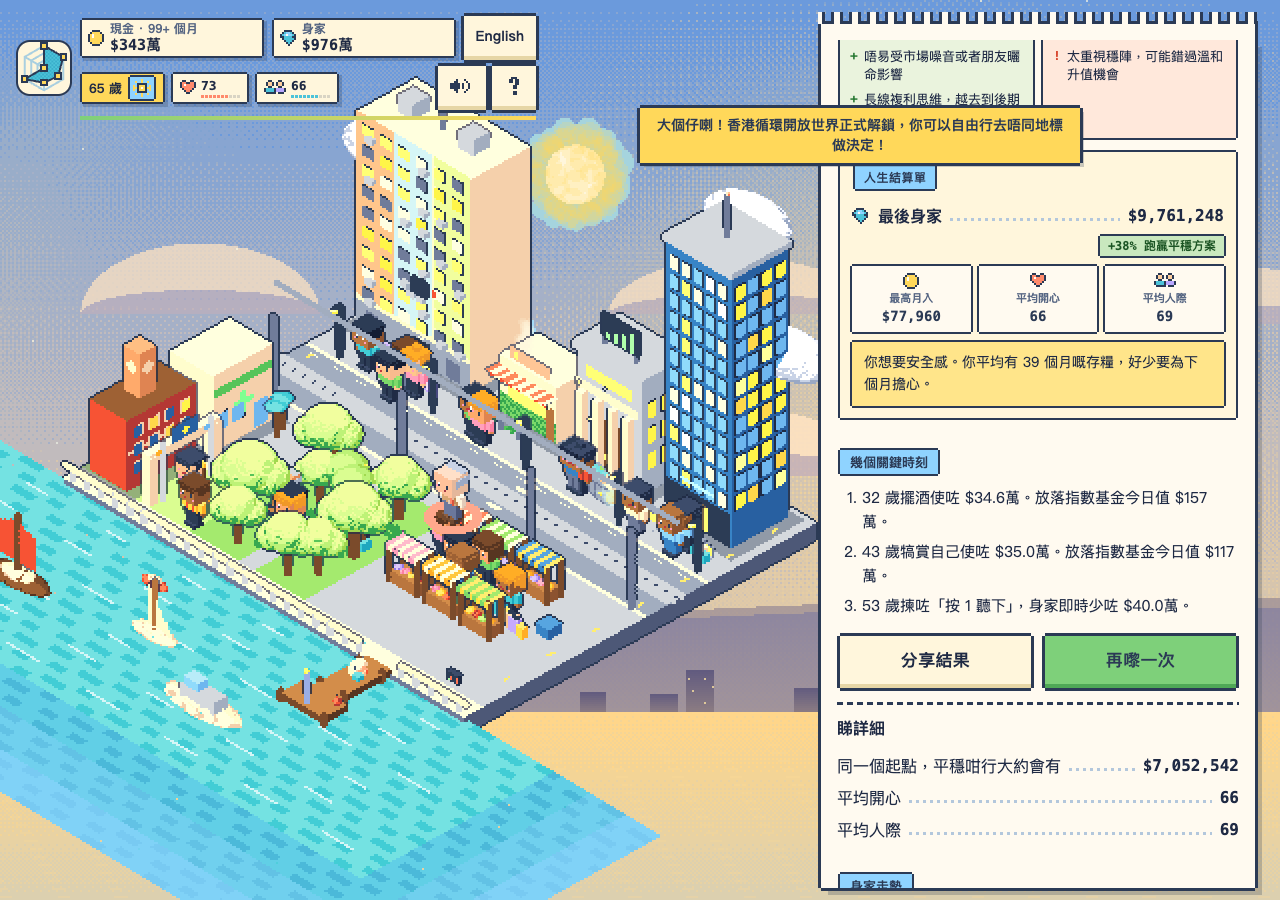 現金 · 99+ 個月
$343萬
身家
$976萬
English
65 歲
73
66
?
+ 唔易受市場噪音或者朋友曬
命影響
+ 長線複利思維，越去到後期
! 太重視穩陣，可能錯過溫和
升值機會
大個仔喇！香港循環開放世界正式解鎖，你可以自由行去唔同地標
做決定！
人生結算單
最後身家 $9,761,248
+38% 跑贏平穩方案
最高月入
$77,960
平均開心
66
平均人際
69
你想要安全感。你平均有 39 個月嘅存糧，好少要為下
個月擔心。
幾個關鍵時刻
1. 32 歲擺酒使咗 $34.6萬。放落指數基金今日值 $157
萬。
2. 43 歲犒賞自己使咗 $35.0萬。放落指數基金今日值 $117
萬。
3. 53 歲揀咗「按 1 聽下」，身家即時少咗 $40.0萬。
分享結果
再嚟一次
睇詳細
同一個起點，平穩咁行大約會有 $7,052,542
平均開心 66
平均人際 69
身家走勢